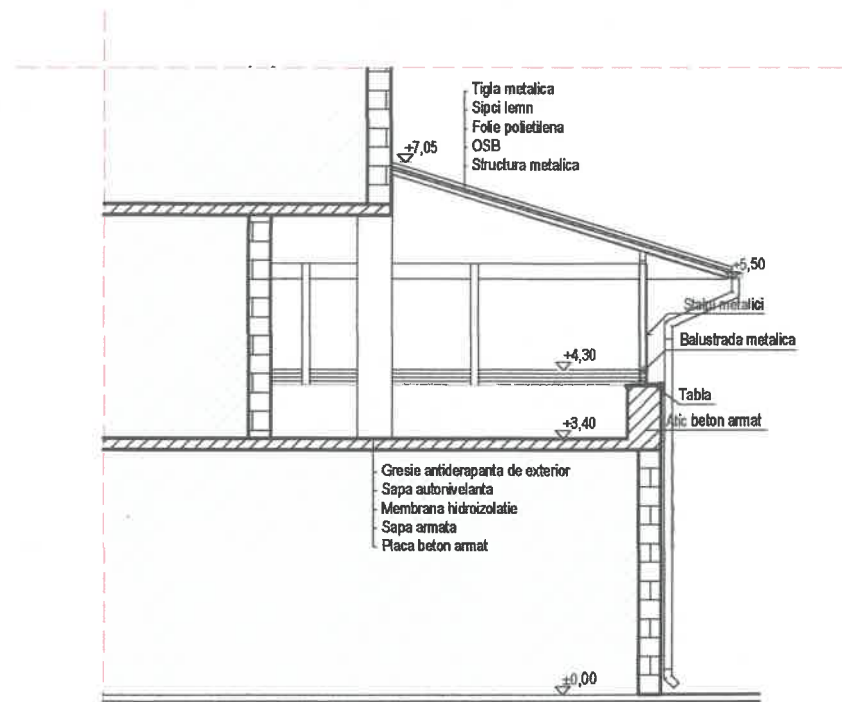 Tigla metalica
Sipci lemn
Folie polietilena
OSB
Structura metalica
+7,05
+5,50
Stalpi metalici
Balustrada metalica
+4,30
Tabla
Atic beton armat
+3,40
Gresie antiderapanta de exterior
Sapa autonivelanta
Membrana hidroizolatie
Sapa armata
Placa beton armat
±0,00